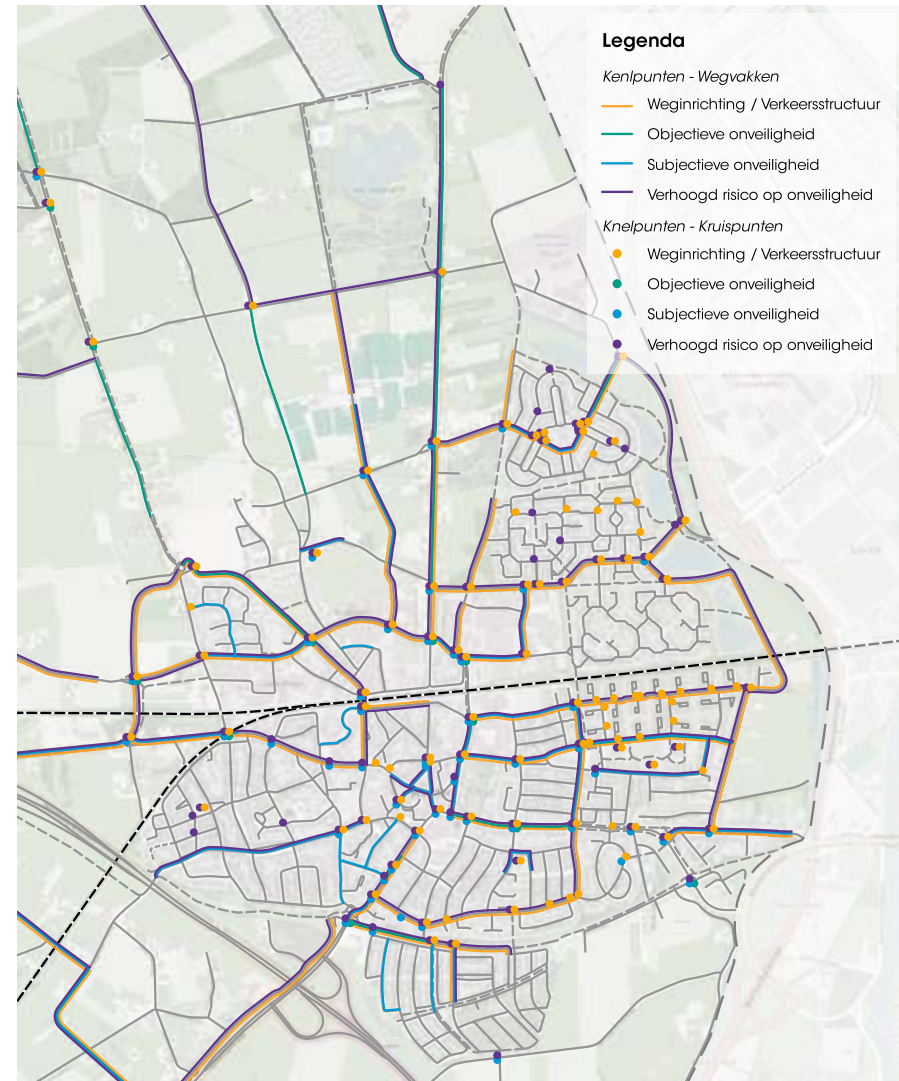 Legenda
Kenlpunten - Wegvakken
Weginrichting / Verkeersstructuur
Objectieve onveiligheid
Subjectieve onveiligheid
Verhoogd risico op onveiligheid
Knelpunten - Kruispunten
Weginrichting / Verkeersstructuur
Objectieve onveiligheid
Subjectieve onveiligheid
Verhoogd risico op onveiligheid